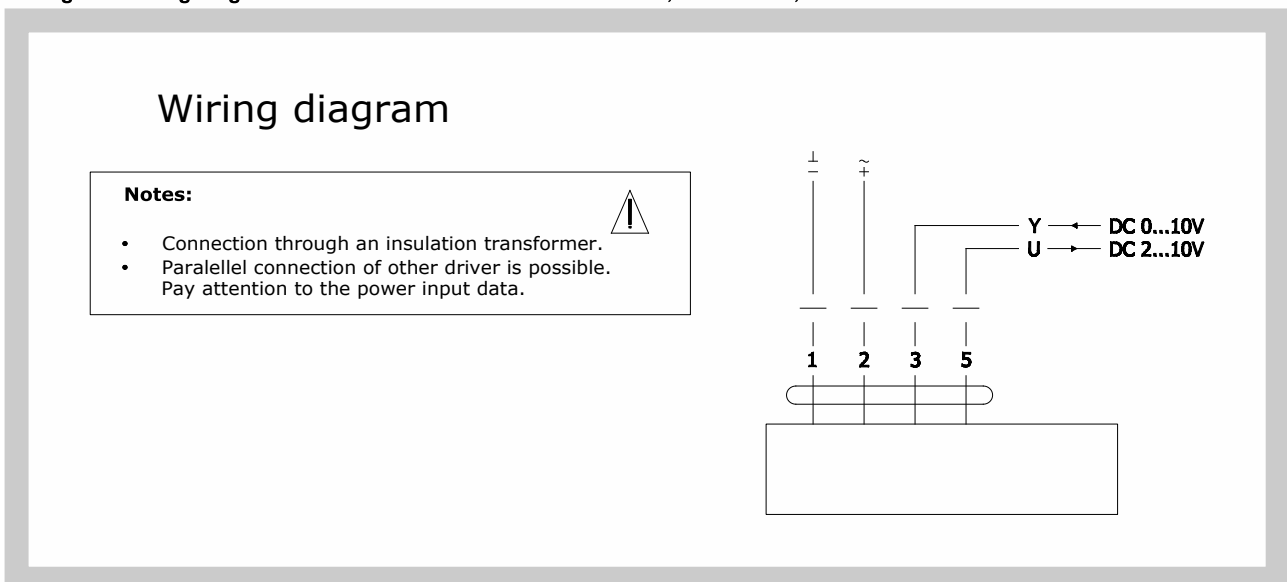 Wiring diagram
Notes:
• Connection through an insulation transformer.
• Paralellel connection of other driver is possible.
Pay attention to the power input data.
⊥ ~
− +
Y DC 0...10V
U DC 2...10V
1 2 3 5